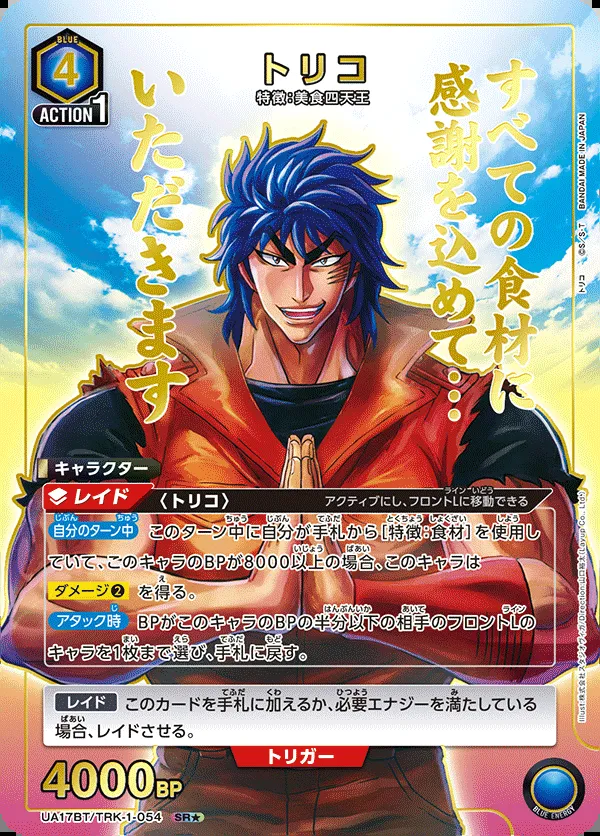 BLUE
4
ACTION 1
トリコ
特徴:美食四天王
すべての食材に
感謝を込めて…
いただきます
トリコ ©S/S·T BANDAI MADE IN JAPAN
キャラクター
レイド 〈トリコ〉 アクティブにし、フロントLに移動できる
自分のターン中 このターン中に自分が手札から[特徴:食材]を使用し
ていて、このキャラのBPが8000以上の場合、このキャラは
ダメージ2 を得る。
アタック時 BPがこのキャラのBPの半分以下の相手のフロントLの
キャラを1枚まで選び、手札に戻す。
レイド このカードを手札に加えるか、必要エナジーを満たしている
場合、レイドさせる。
トリガー
4000BP
BLUE ENERGY
UA17BT/TRK-1-054 SR★